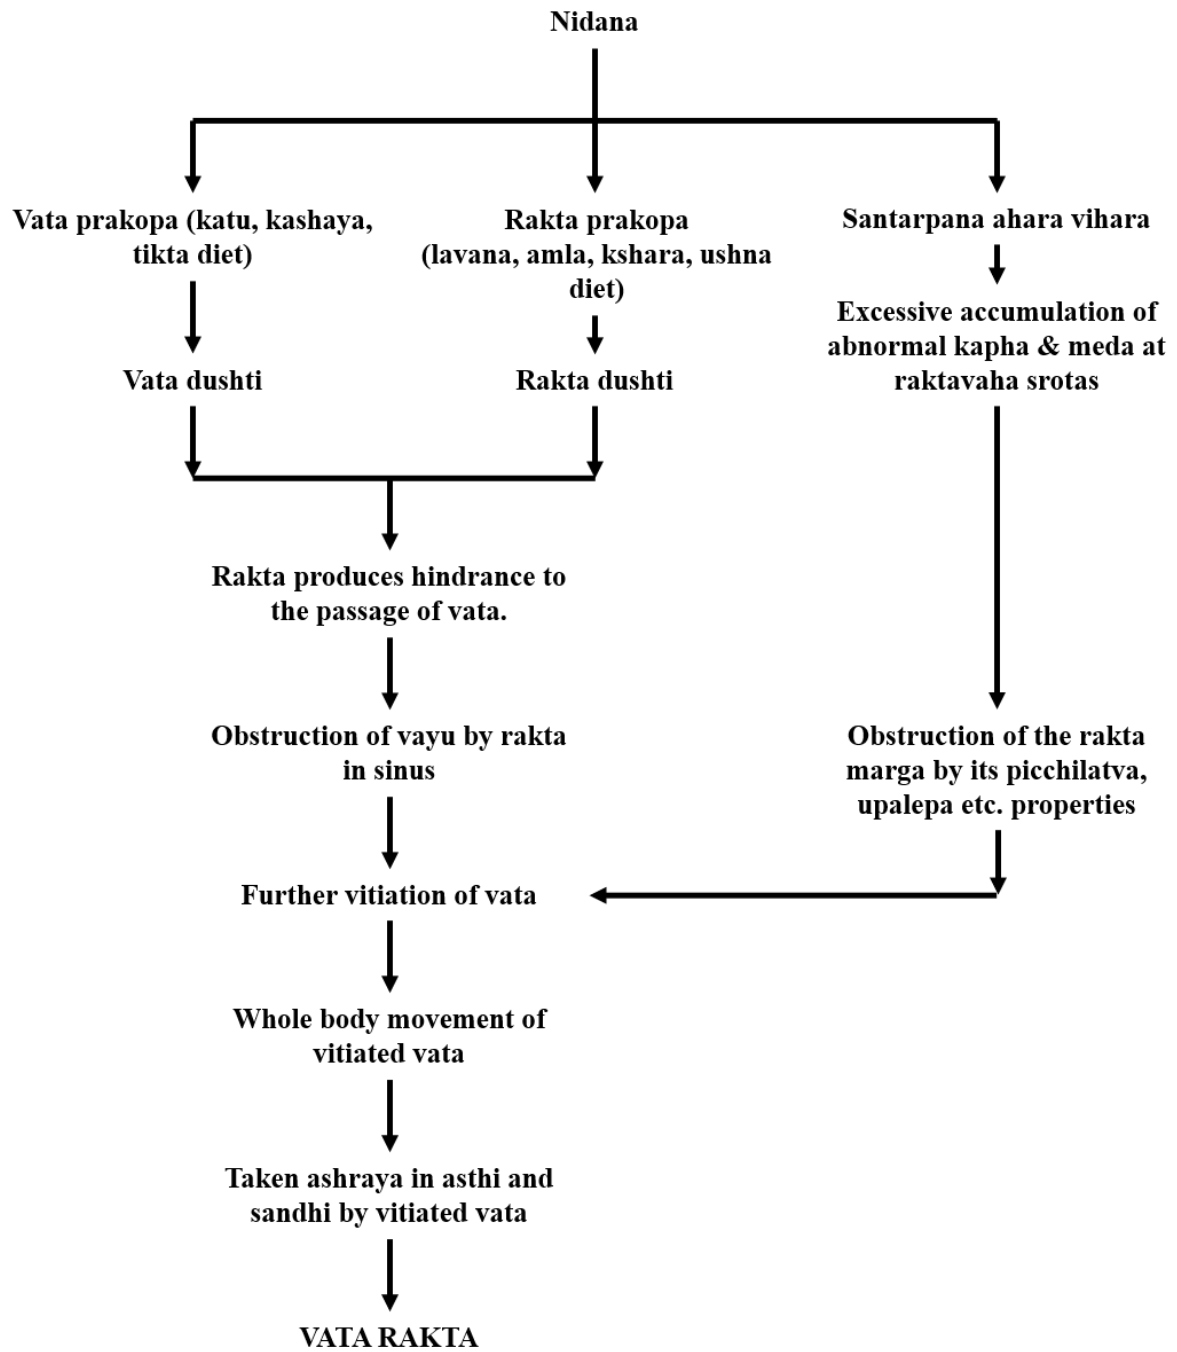 Nidana
Vata prakopa (katu, kashaya,
tikta diet)
Rakta prakopa
(lavana, amla, kshara, ushna
diet)
Santarpana ahara vihara
Excessive accumulation of
abnormal kapha & meda at
raktavaha srotas
Vata dushti
Rakta dushti
Rakta produces hindrance to
the passage of vata.
Obstruction of vayu by rakta
in sinus
Obstruction of the rakta
marga by its picchilatva,
upalepa etc. properties
Further vitiation of vata
Whole body movement of
vitiated vata
Taken ashraya in asthi and
sandhi by vitiated vata
VATA RAKTA